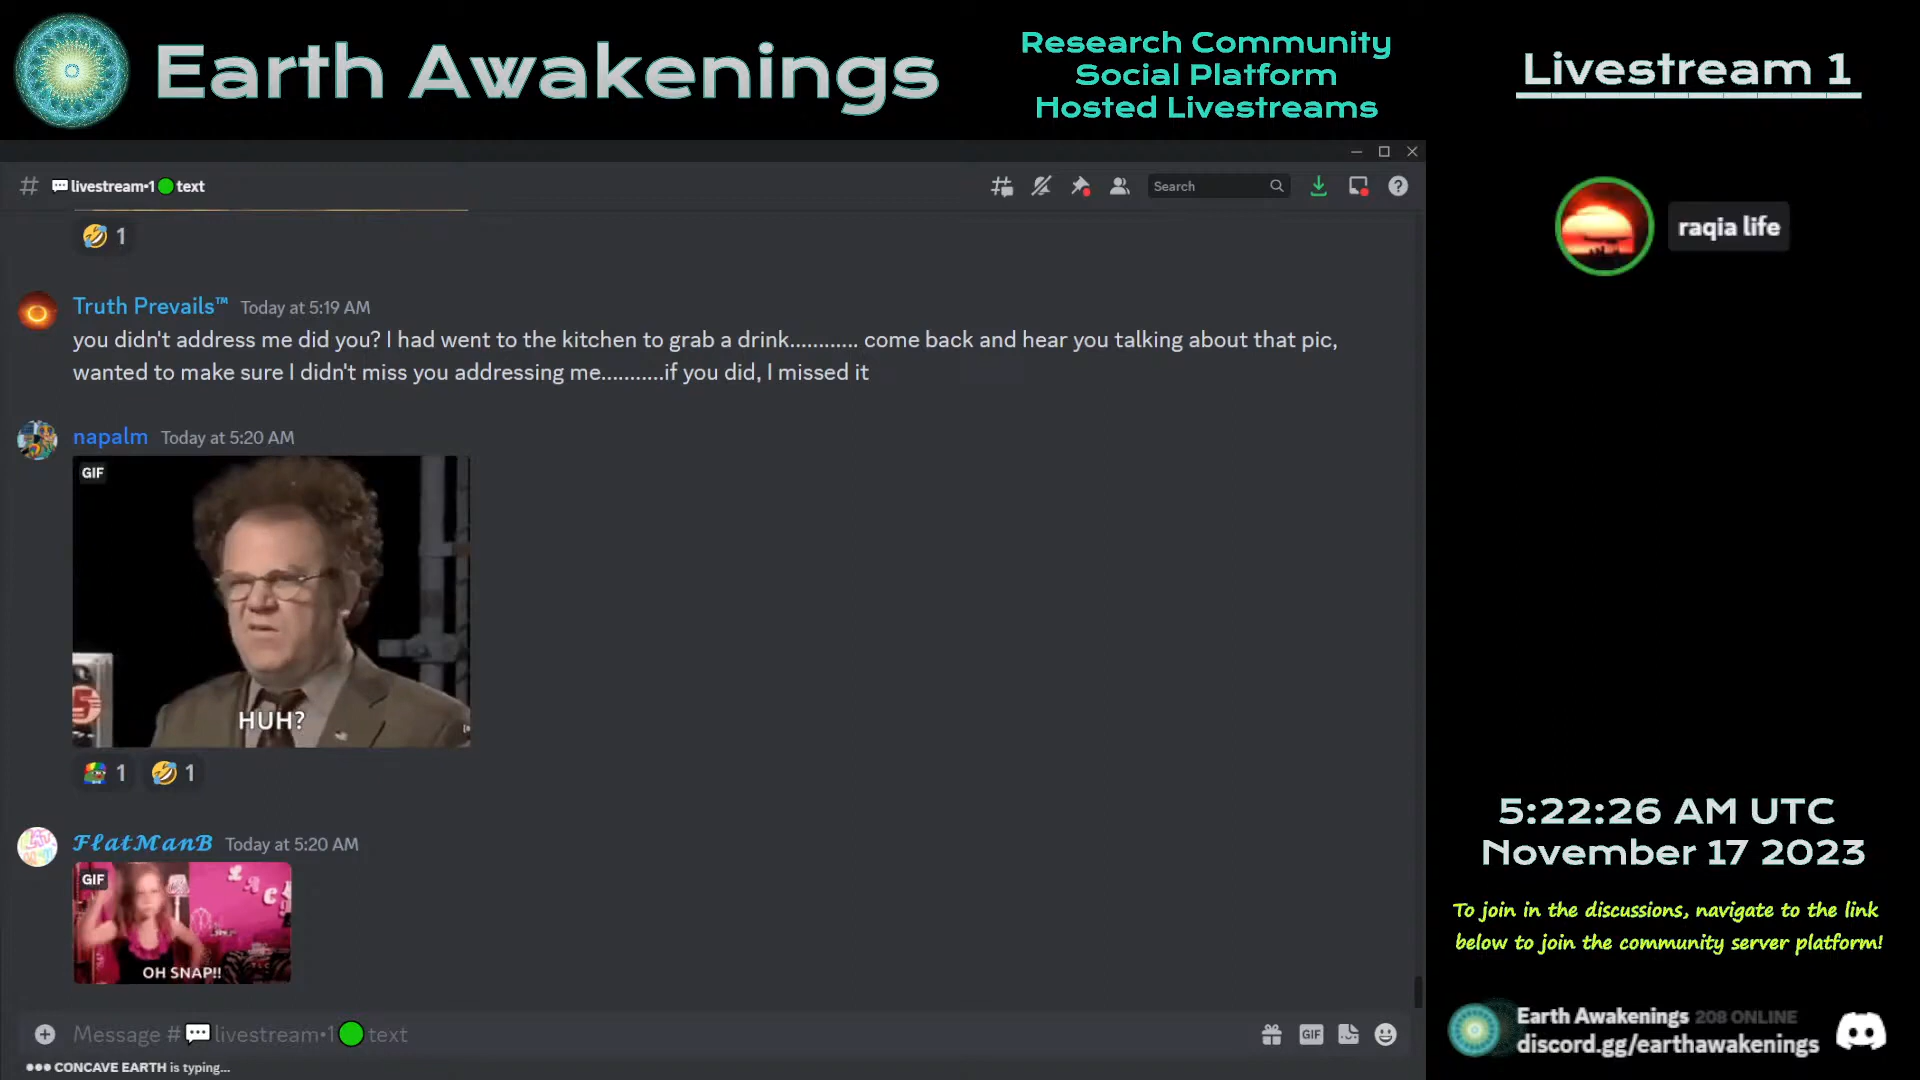 Earth Awakenings
Research Community
Social Platform
Hosted Livestreams
Livestream 1
livestream•1 text
Search
1
raqia life
Truth Prevails™ Today at 5:19 AM
you didn't address me did you? I had went to the kitchen to grab a drink............ come back and hear you talking about that pic,
wanted to make sure I didn't miss you addressing me..........if you did, I missed it
napalm Today at 5:20 AM
GIF
5
HUH?
1 1
FlatManB Today at 5:20 AM
GIF
OH SNAP!!
Message # livestream•1 text
GIF
CONCAVE EARTH is typing...
5:22:26 AM UTC
November 17 2023
To join in the discussions, navigate to the link
below to join the community server platform!
Earth Awakenings 208 ONLINE
discord.gg/earthawakenings